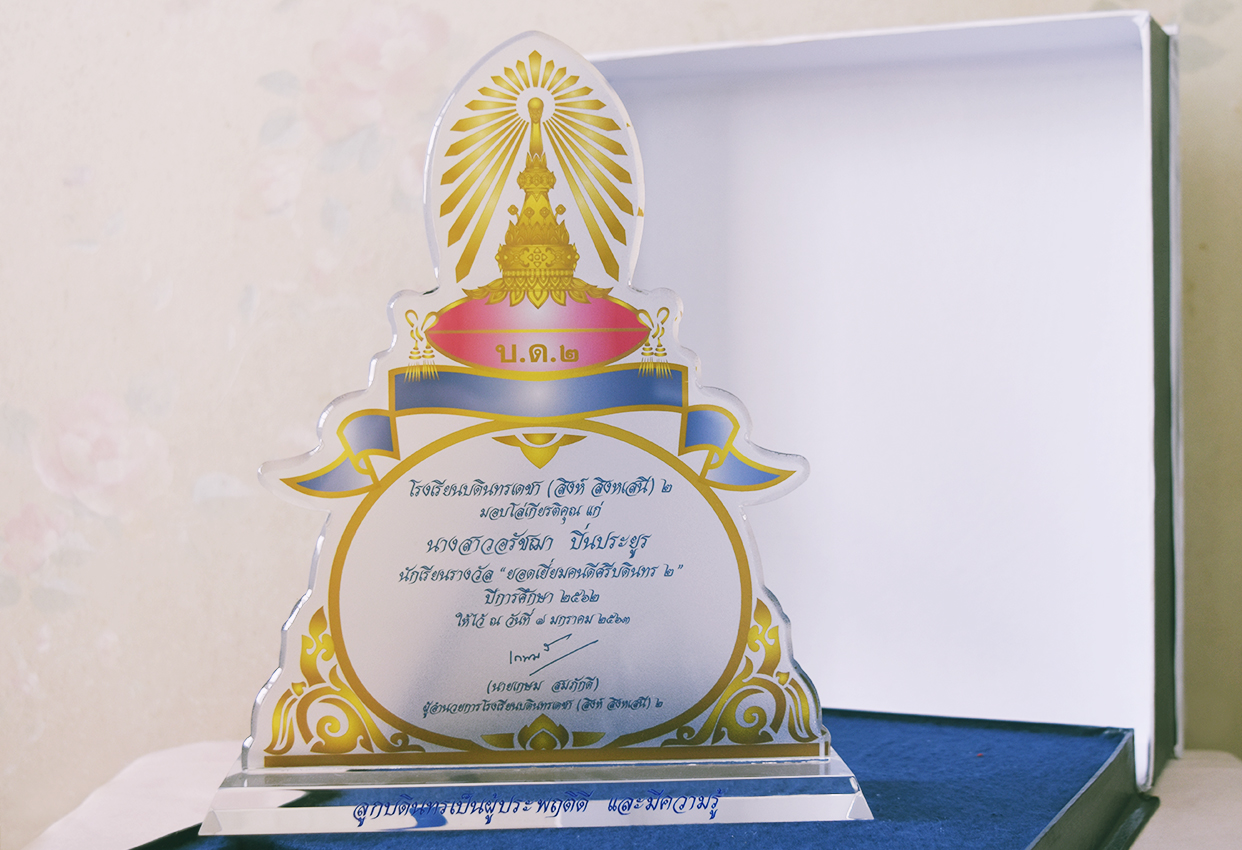 บ.ด.๒
โรงเรียนบดินทรเดชา (สิงห์ สิงหเสนี) ๒
มอบโล่เกียรติคุณ แก่
นางสาวอรัชฌา ปิ่นประยูร
นักเรียนรางวัล “ยอดเยี่ยมคนดีศรีบดินทร ๒”
ปีการศึกษา ๒๕๖๒
ให้ไว้ ณ วันที่ ๗ มกราคม ๒๕๖๓
(นายเกษม สมภักดี)
ผู้อำนวยการโรงเรียนบดินทรเดชา (สิงห์ สิงหเสนี) ๒
ลูกบดินทรเป็นผู้ประพฤติดี และมีความรู้